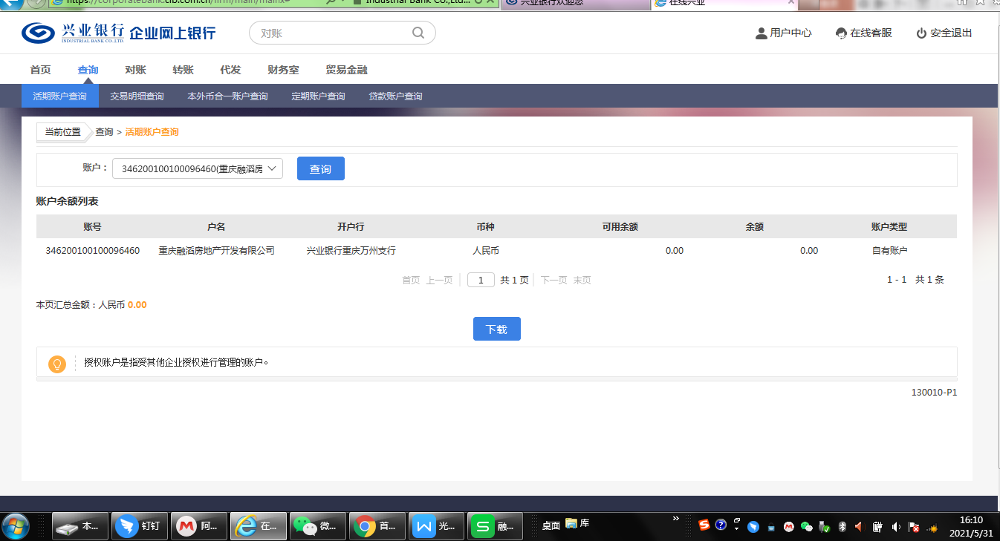 https://corporatebank.cib.com.cn/firm/main/mainx#
Industrial Bank Co.,Ltd...
兴业银行欢迎您
在线兴业
兴业银行 企业网上银行
INDUSTRIAL BANK CO.,LTD.
对账
用户中心 在线客服 安全退出
首页 查询 对账 转账 代发 财务室 贸易金融
活期账户查询 交易明细查询 本外币合一账户查询 定期账户查询 贷款账户查询
当前位置 查询 > 活期账户查询
账户： 346200100100096460(重庆融滔房 查询
账户余额列表
账号 户名 开户行 币种 可用余额 余额 账户类型
346200100100096460 重庆融滔房地产开发有限公司 兴业银行重庆万州支行 人民币 0.00 0.00 自有账户
首页 上一页 1 共 1 页 下一页 末页 1 - 1 共 1 条
本页汇总金额：人民币 0.00
下载
授权账户是指受其他企业授权进行管理的账户。
130010-P1
本... 钉钉 阿... 在... 微... 首... 光... 融... 桌面 库 16:10
2021/5/31